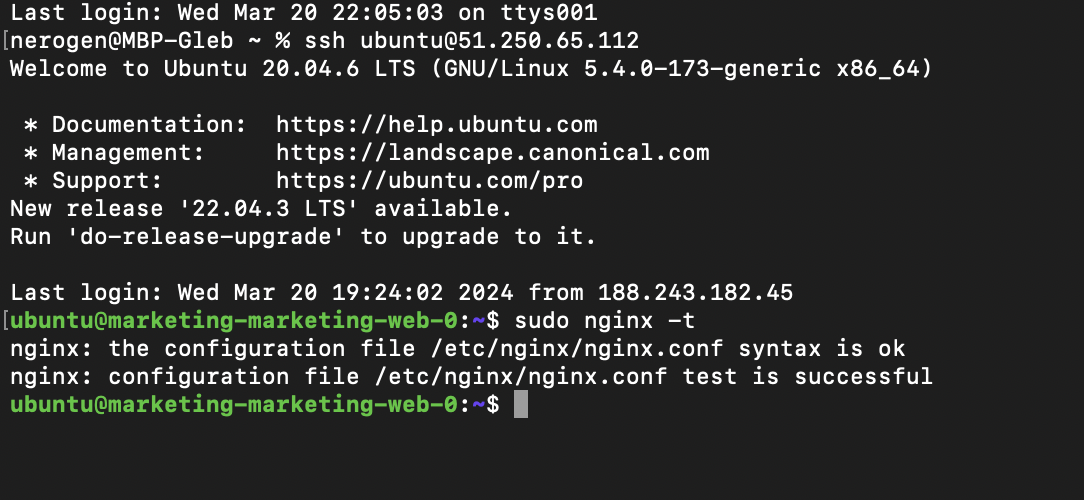 Last login: Wed Mar 20 22:05:03 on ttys001
[nerogen@MBP-Gleb ~ % ssh ubuntu@51.250.65.112
Welcome to Ubuntu 20.04.6 LTS (GNU/Linux 5.4.0-173-generic x86_64)
* Documentation:  https://help.ubuntu.com
* Management:     https://landscape.canonical.com
* Support:        https://ubuntu.com/pro
New release '22.04.3 LTS' available.
Run 'do-release-upgrade' to upgrade to it.
Last login: Wed Mar 20 19:24:02 2024 from 188.243.182.45
[ubuntu@marketing-marketing-web-0:~$ sudo nginx -t
nginx: the configuration file /etc/nginx/nginx.conf syntax is ok
nginx: configuration file /etc/nginx/nginx.conf test is successful
ubuntu@marketing-marketing-web-0:~$